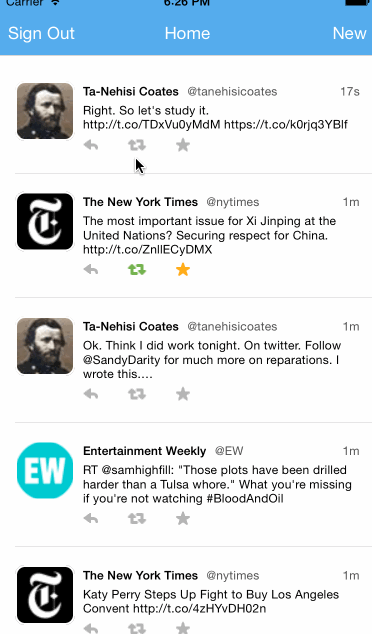 Carrier 6:26 PM
Sign Out Home New
Ta-Nehisi Coates @tanehisicoates 17s
Right. So let's study it.
http://t.co/TDxVu0yMdM https://t.co/k0rjq3YBlf
The New York Times @nytimes 1m
The most important issue for Xi Jinping at the
United Nations? Securing respect for China.
http://t.co/ZnllECyDMX
Ta-Nehisi Coates @tanehisicoates 1m
Ok. Think I did work tonight. On twitter. Follow
@SandyDarity for much more on reparations. I
wrote this.…
EW
Entertainment Weekly @EW 1m
RT @samhighfill: "Those plots have been drilled
harder than a Tulsa whore." What you're missing
if you're not watching #BloodAndOil
The New York Times @nytimes 1m
Katy Perry Steps Up Fight to Buy Los Angeles
Convent http://t.co/4zHYvDH02n